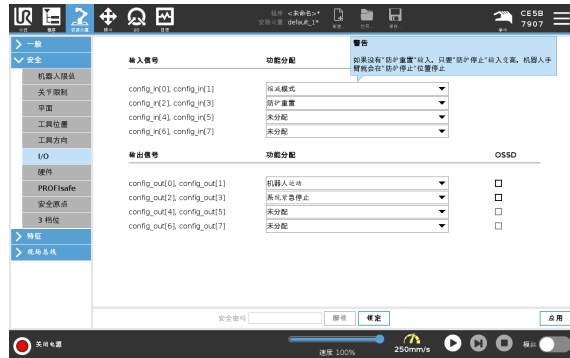 UR
运行
程序
安装设置
移动
I/O
日志
程序 <未命名>*
安装设置 default_1*
新建...
打开...
保存...
CE5B
7907
> 一般
安全
机器人限值
关节限制
平面
工具位置
工具方向
I/O
硬件
PROFIsafe
安全原点
3 档位
特征
现场总线
警告
如果没有“防护重置”输入，只要“防护停止”输入变高，机器人手
臂就会在“防护停止”位置停止
输入信号 功能分配
config_in[0], config_in[1] 缩减模式
config_in[2], config_in[3] 防护重置
config_in[4], config_in[5] 未分配
config_in[6], config_in[7] 未分配
输出信号 功能分配 OSSD
config_out[0], config_out[1] 机器人运动
config_out[2], config_out[3] 系统紧急停止
config_out[4], config_out[5] 未分配
config_out[6], config_out[7] 未分配
安全密码 解锁 锁定 应用
关闭电源
速度 100%
250mm/s
模拟